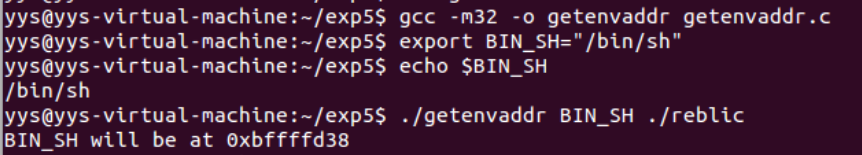 yys@yys-virtual-machine:~/exp5$ gcc -m32 -o getenvaddr getenvaddr.c
yys@yys-virtual-machine:~/exp5$ export BIN_SH="/bin/sh"
yys@yys-virtual-machine:~/exp5$ echo $BIN_SH
/bin/sh
yys@yys-virtual-machine:~/exp5$ ./getenvaddr BIN_SH ./reblic
BIN_SH will be at 0xbffffd38